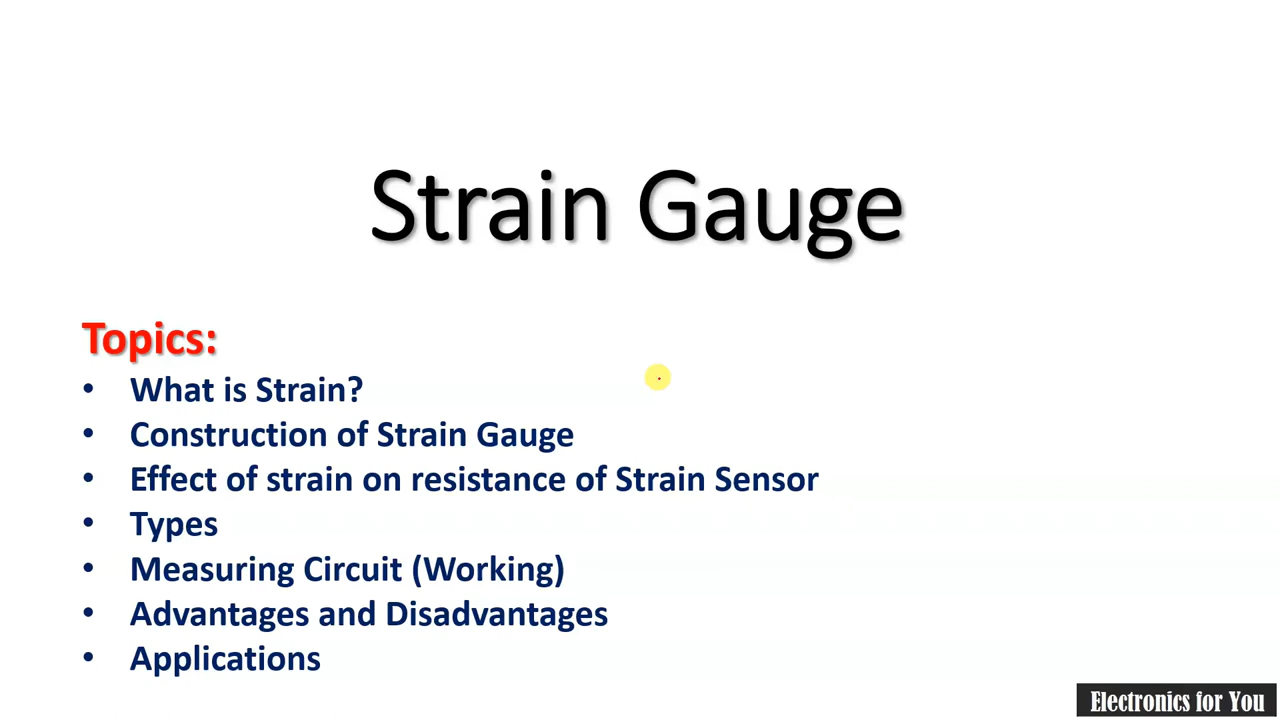 Strain Gauge
Topics:
• What is Strain?
• Construction of Strain Gauge
• Effect of strain on resistance of Strain Sensor
• Types
• Measuring Circuit (Working)
• Advantages and Disadvantages
• Applications
Electronics for You